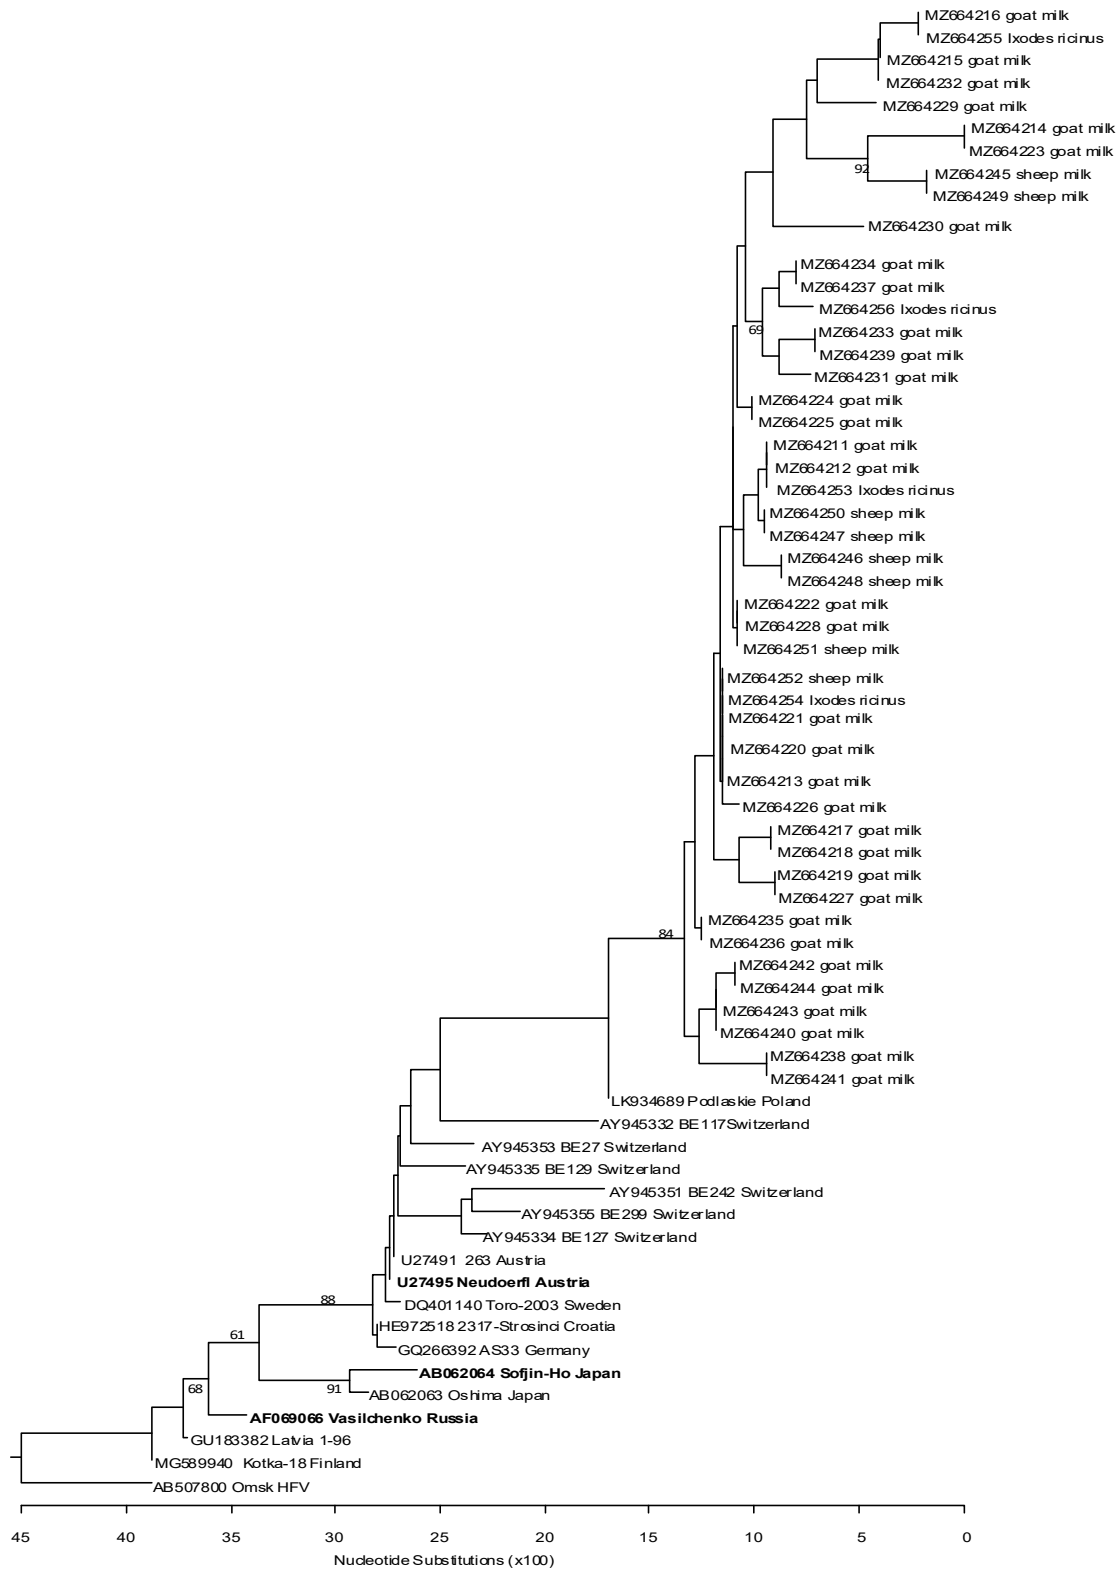 MZ664216 goat milk
MZ664255 Ixodes ricinus
MZ664215 goat milk
MZ664232 goat milk
MZ664229 goat milk
MZ664214 goat milk
MZ664223 goat milk
92
MZ664245 sheep milk
MZ664249 sheep milk
MZ664230 goat milk
MZ664234 goat milk
MZ664237 goat milk
MZ664256 Ixodes ricinus
69
MZ664233 goat milk
MZ664239 goat milk
MZ664231 goat milk
MZ664224 goat milk
MZ664225 goat milk
MZ664211 goat milk
MZ664212 goat milk
MZ664253 Ixodes ricinus
MZ664250 sheep milk
MZ664247 sheep milk
MZ664246 sheep milk
MZ664248 sheep milk
MZ664222 goat milk
MZ664228 goat milk
MZ664251 sheep milk
MZ664252 sheep milk
MZ664254 Ixodes ricinus
MZ664221 goat milk
MZ664220 goat milk
MZ664213 goat milk
MZ664226 goat milk
MZ664217 goat milk
MZ664218 goat milk
MZ664219 goat milk
MZ664227 goat milk
MZ664235 goat milk
84
MZ664236 goat milk
MZ664242 goat milk
MZ664244 goat milk
MZ664243 goat milk
MZ664240 goat milk
MZ664238 goat milk
MZ664241 goat milk
LK934689 Podlaskie Poland
AY945332 BE117Switzerland
AY945353 BE27 Switzerland
AY945335 BE129 Switzerland
AY945351 BE242 Switzerland
AY945355 BE299 Switzerland
AY945334 BE127 Switzerland
U27491 263 Austria
U27495 Neudoerfl Austria
88
DQ401140 Toro-2003 Sweden
HE972518 2317-Strosinci Croatia
61
GQ266392 AS33 Germany
AB062064 Sofjin-Ho Japan
68
91
AB062063 Oshima Japan
AF069066 Vasilchenko Russia
GU183382 Latvia 1-96
MG589940 Kotka-18 Finland
AB507800 Omsk HFV
45 40 35 30 25 20 15 10 5 0
Nucleotide Substitutions (x100)